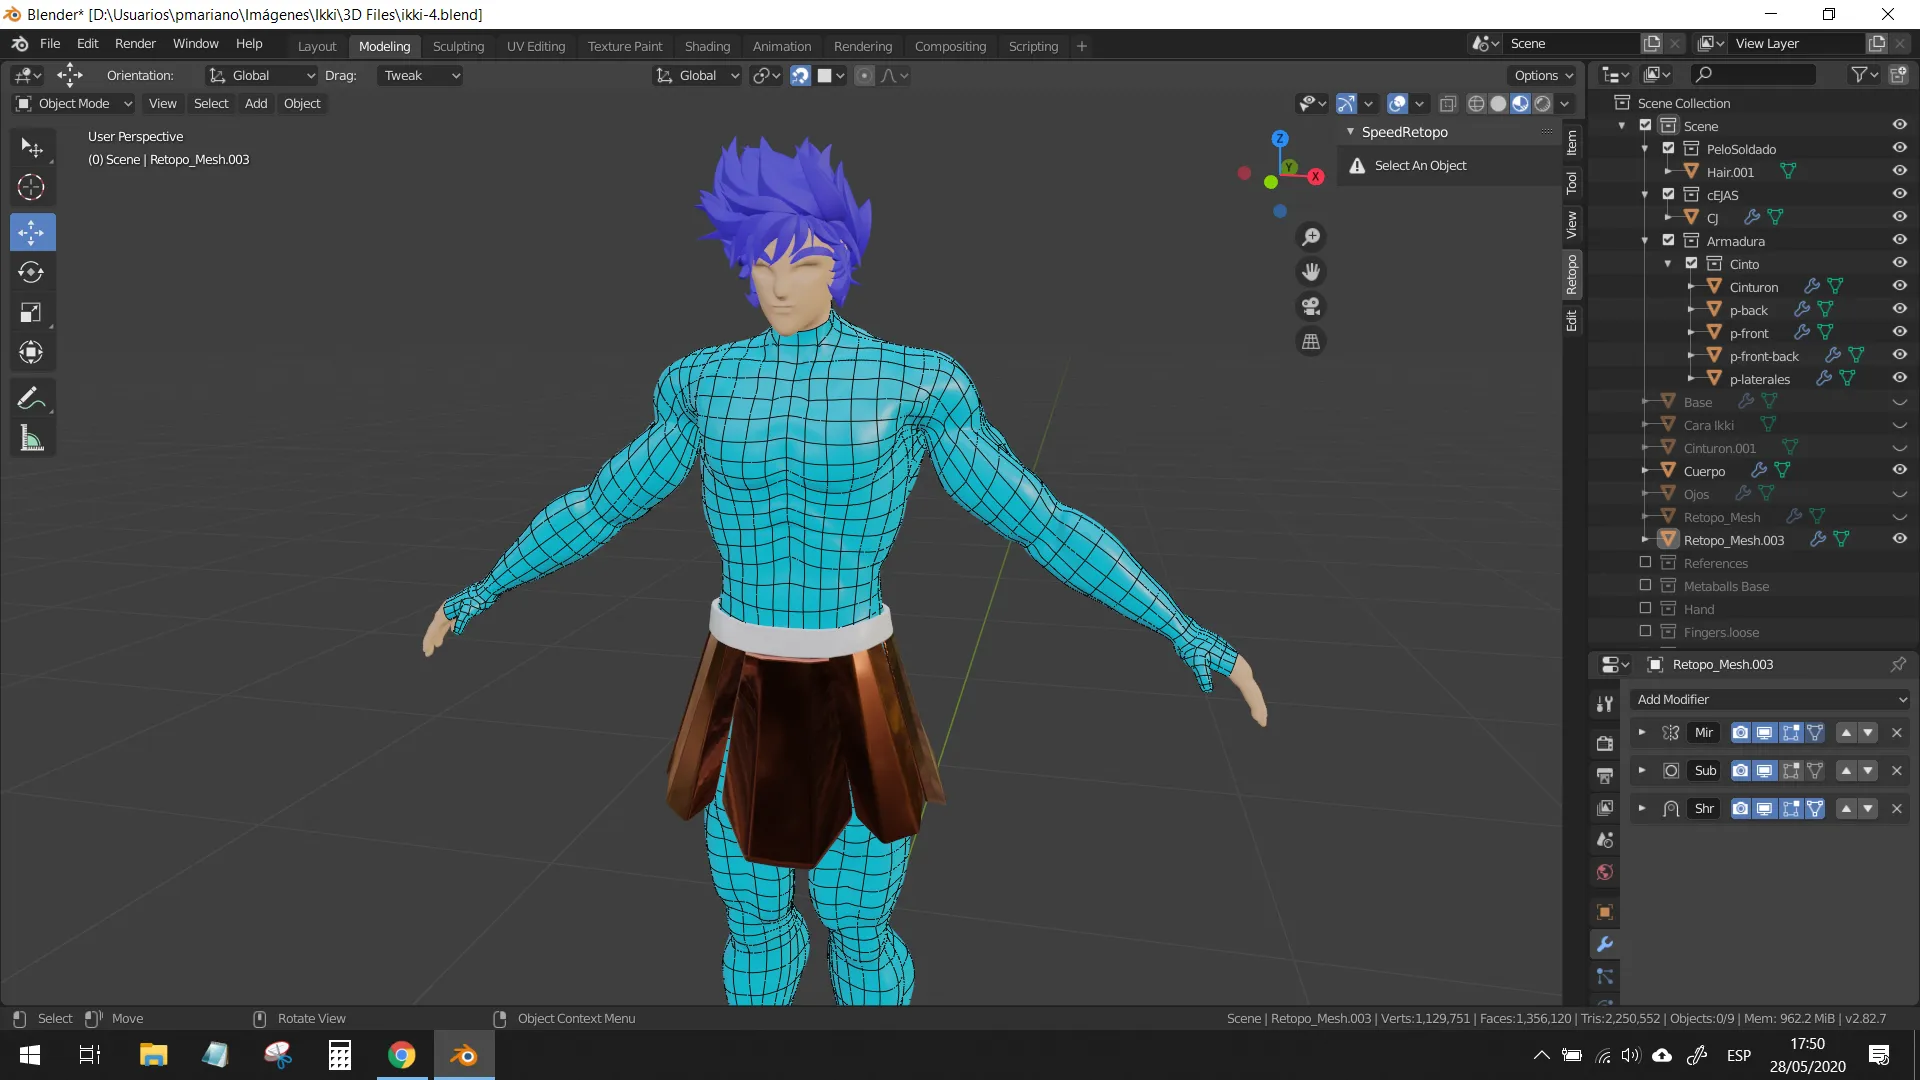 Blender* [D:\Usuarios\pmariano\Imágenes\Ikki\3D Files\ikki-4.blend]
File Edit Render Window Help Layout Modeling Sculpting UV Editing Texture Paint Shading Animation Rendering Compositing Scripting + Scene View Layer
Orientation: Global Drag: Tweak Global Options
Object Mode View Select Add Object
User Perspective
(0) Scene | Retopo_Mesh.003
Z
Y
X
SpeedRetopo
Select An Object
Item
Tool
View
Retopo
Edit
Scene Collection
Scene
PeloSoldado
Hair.001
cEJAS
CJ
Armadura
Cinto
Cinturon
p-back
p-front
p-front-back
p-laterales
Base
Cara Ikki
Cinturon.001
Cuerpo
Ojos
Retopo_Mesh
Retopo_Mesh.003
References
Metaballs Base
Hand
Fingers.loose
Retopo_Mesh.003
Add Modifier
Mir
Sub
Shr
Select Move Rotate View Object Context Menu
Scene | Retopo_Mesh.003 | Verts:1,129,751 | Faces:1,356,120 | Tris:2,250,552 | Objects:0/9 | Mem: 962.2 MiB | v2.82.7
ESP
17:50
28/05/2020